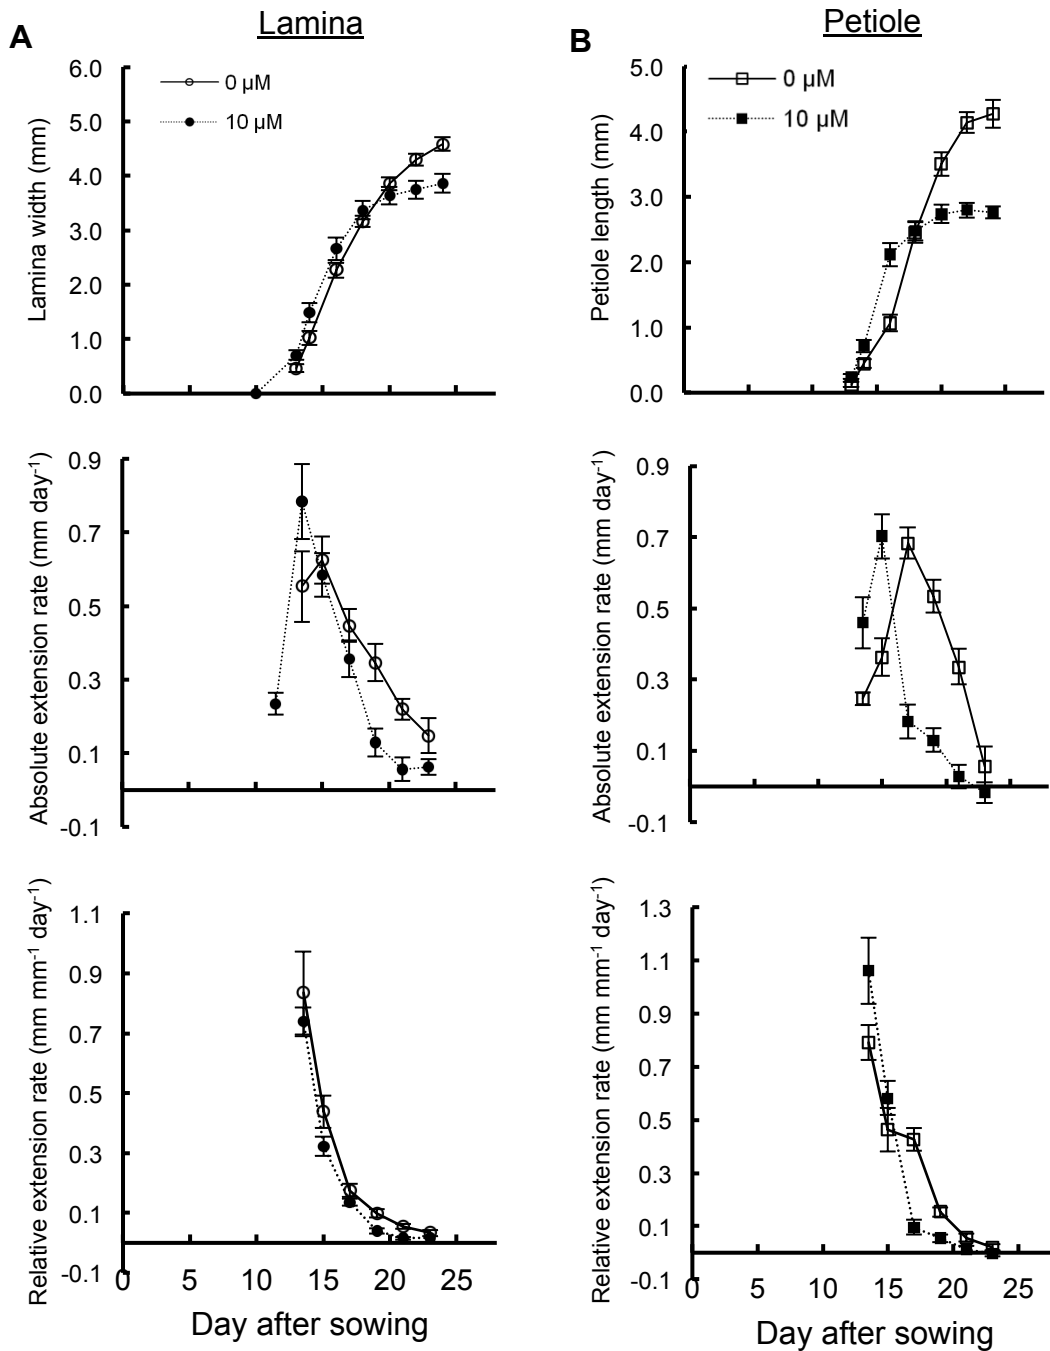 A
Lamina
6.0
5.0
4.0
3.0
2.0
1.0
0.0
Lamina width (mm)
0 µM
10 µM
B
Petiole
5.0
4.0
3.0
2.0
1.0
0.0
Petiole length (mm)
0 µM
10 µM
0.9
0.7
0.5
0.3
0.1
-0.1
Absolute extension rate (mm day⁻¹)
0.9
0.7
0.5
0.3
0.1
-0.1
Absolute extension rate (mm day⁻¹)
1.1
0.9
0.7
0.5
0.3
0.1
-0.1
Relative extension rate (mm mm⁻¹ day⁻¹)
0 5 10 15 20 25
Day after sowing
1.3
1.1
0.9
0.7
0.5
0.3
0.1
-0.1
Relative extension rate (mm mm⁻¹ day⁻¹)
0 5 10 15 20 25
Day after sowing